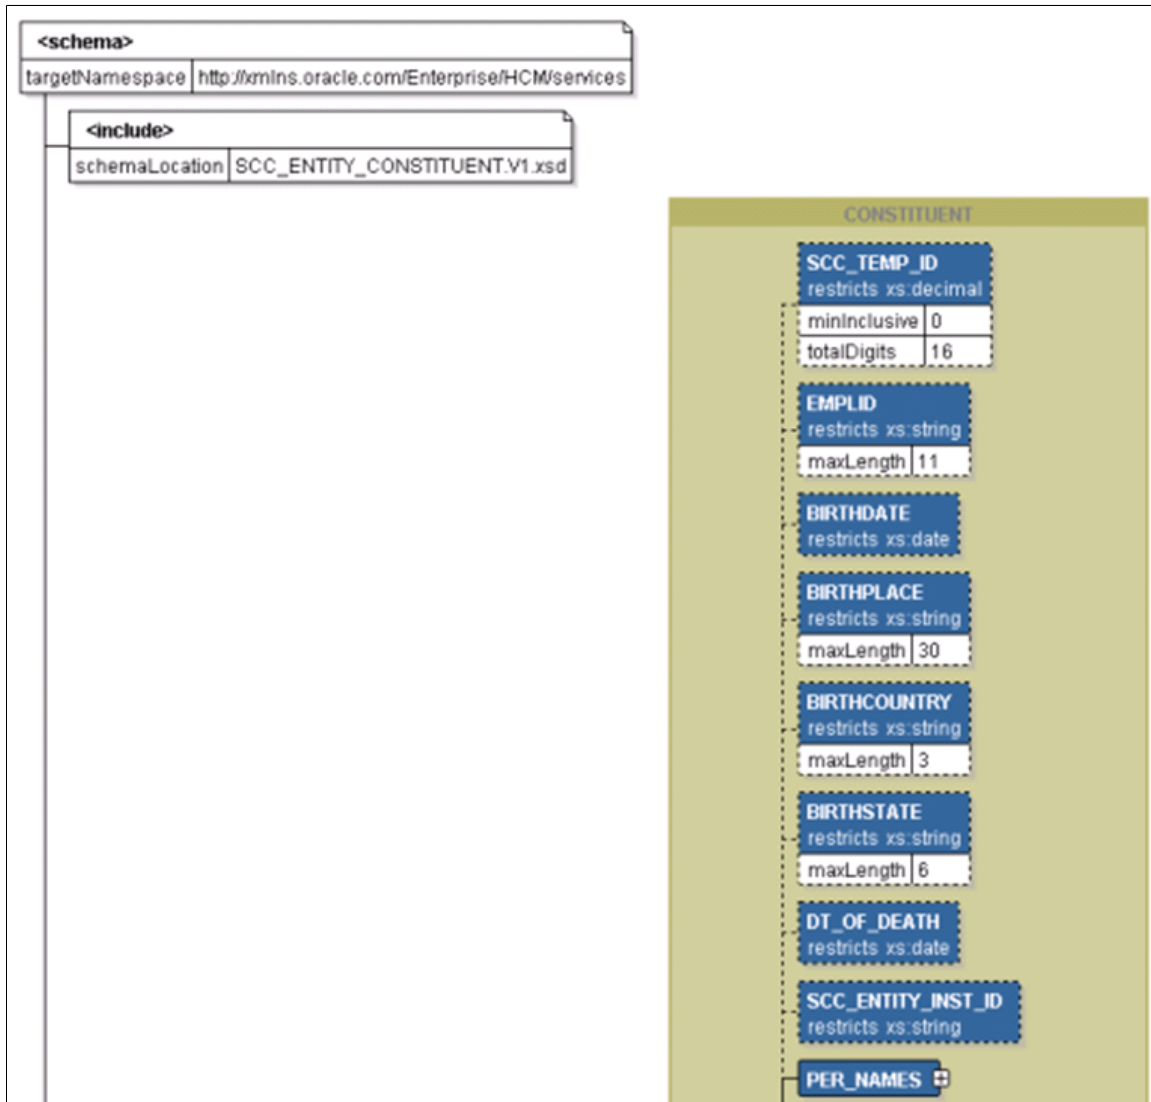 <schema>
targetNamespace http://xmlns.oracle.com/Enterprise/HCM/services
<include>
schemaLocation SCC_ENTITY_CONSTITUENT.V1.xsd
CONSTITUENT
SCC_TEMP_ID
restricts xs:decimal
minInclusive 0
totalDigits 16
EMPLID
restricts xs:string
maxLength 11
BIRTHDATE
restricts xs:date
BIRTHPLACE
restricts xs:string
maxLength 30
BIRTHCOUNTRY
restricts xs:string
maxLength 3
BIRTHSTATE
restricts xs:string
maxLength 6
DT_OF_DEATH
restricts xs:date
SCC_ENTITY_INST_ID
restricts xs:string
PER_NAMES